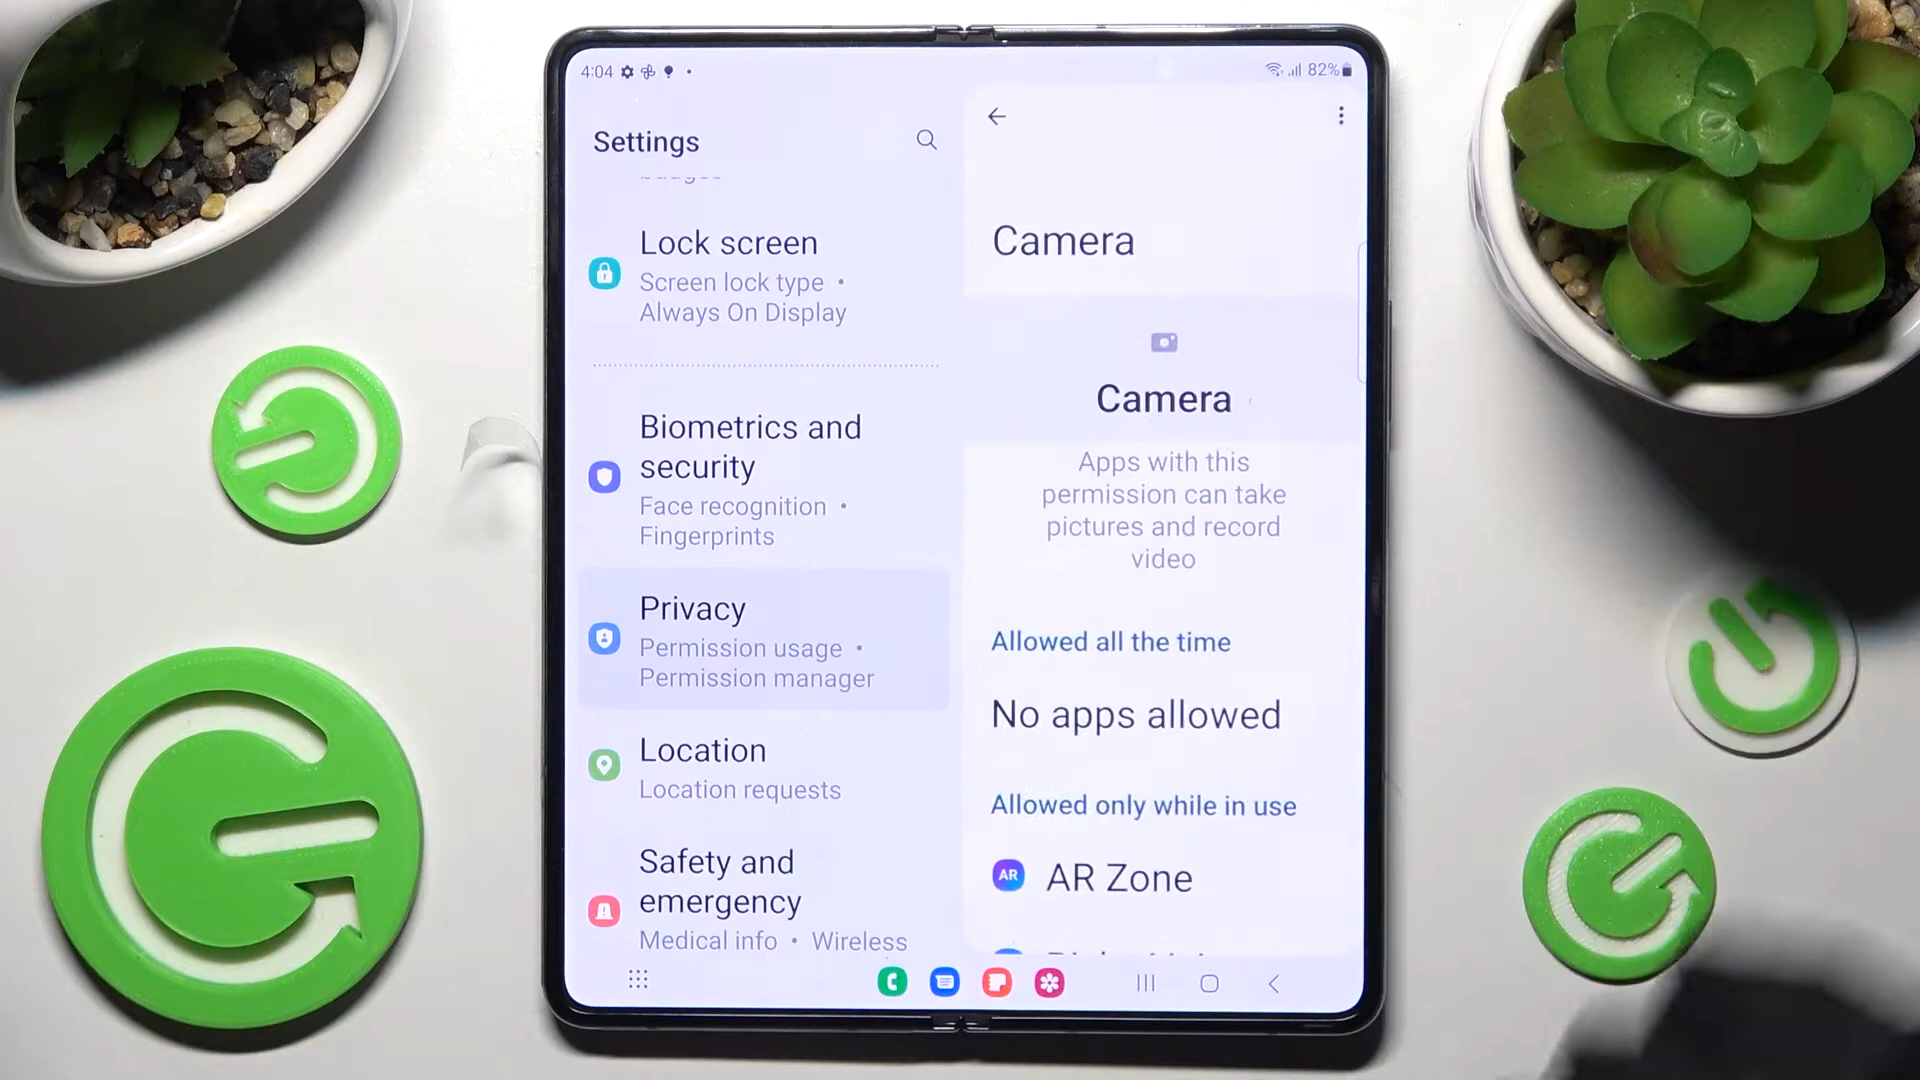 4:04
82%
Settings
Lock screen
Screen lock type •
Always On Display
Biometrics and
security
Face recognition •
Fingerprints
Privacy
Permission usage •
Permission manager
Location
Location requests
Safety and
emergency
Medical info • Wireless
Camera
Camera
Apps with this
permission can take
pictures and record
video
Allowed all the time
No apps allowed
Allowed only while in use
AR
AR Zone